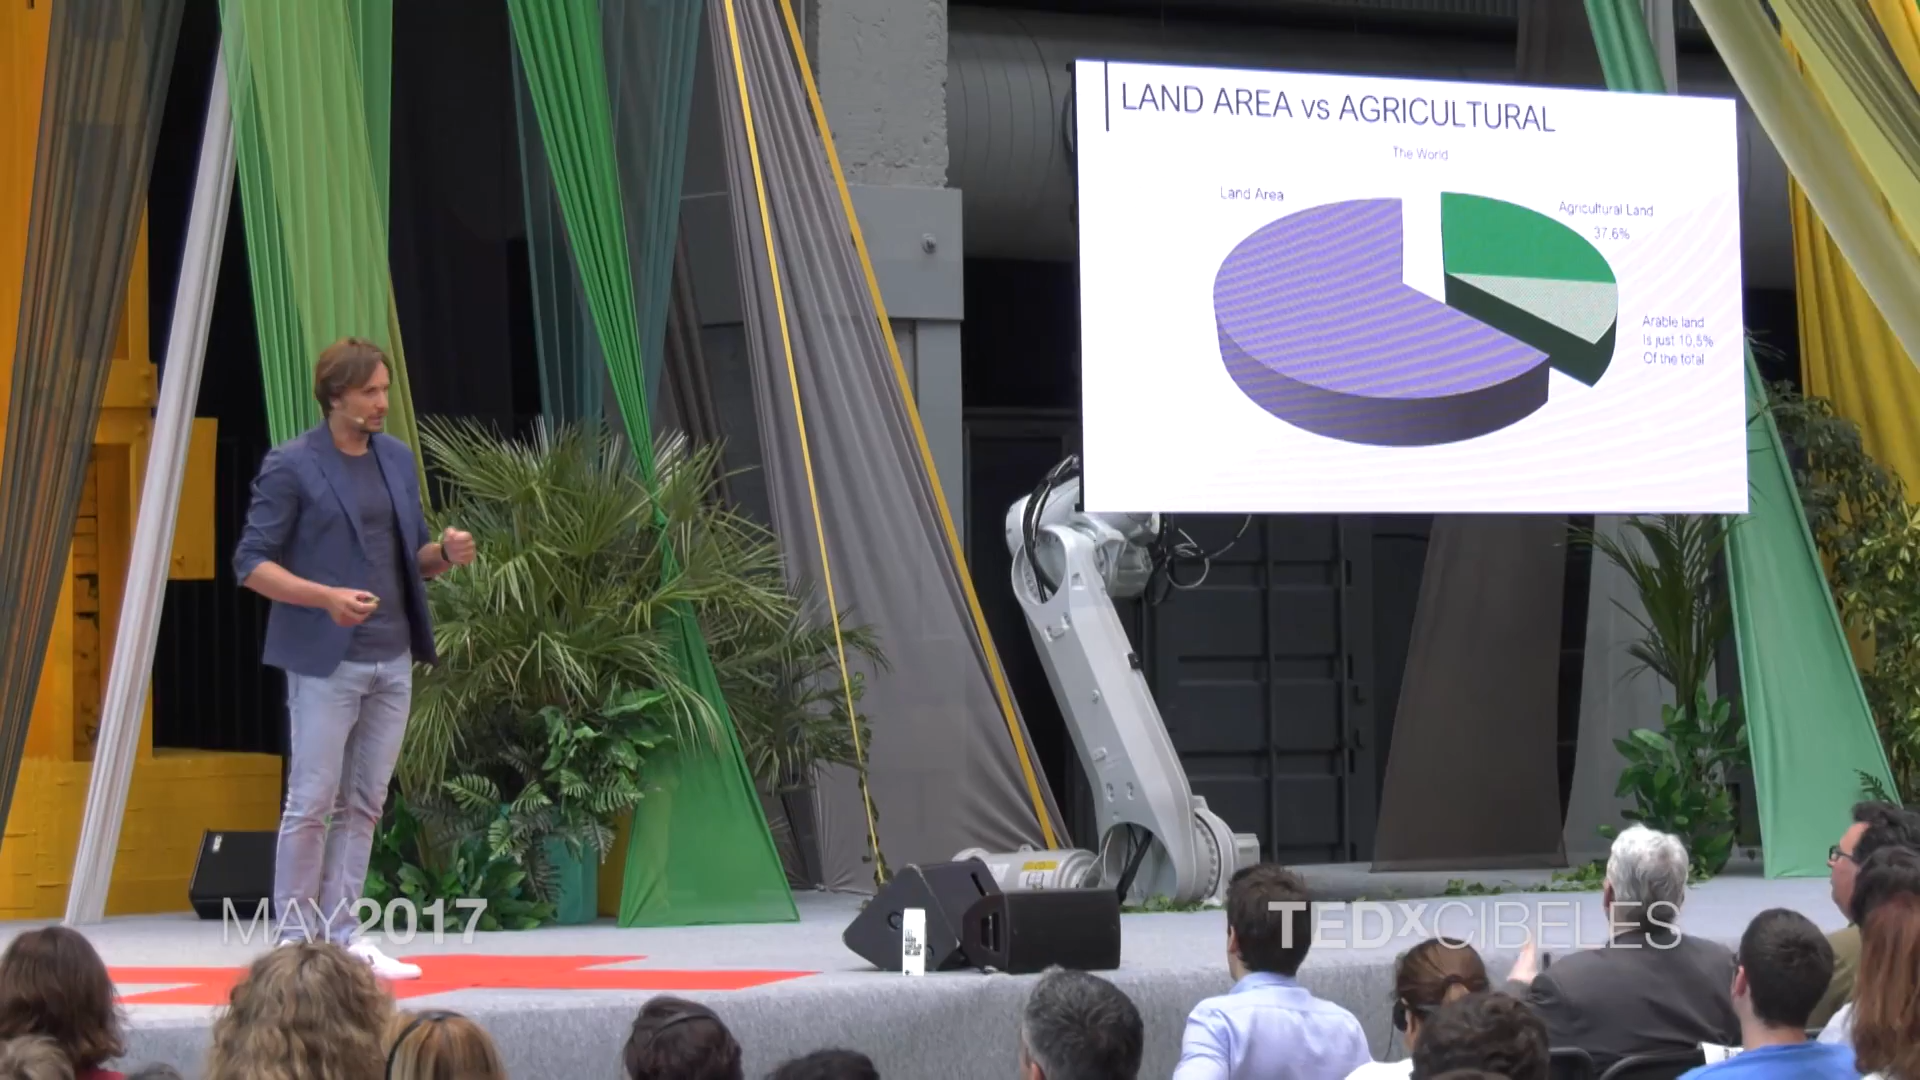 LAND AREA vs AGRICULTURAL
The World
Land Area
Agricultural Land
37,6%
Arable land
Is just 10,5%
Of the total
MAY2017
TEDxCIBELES